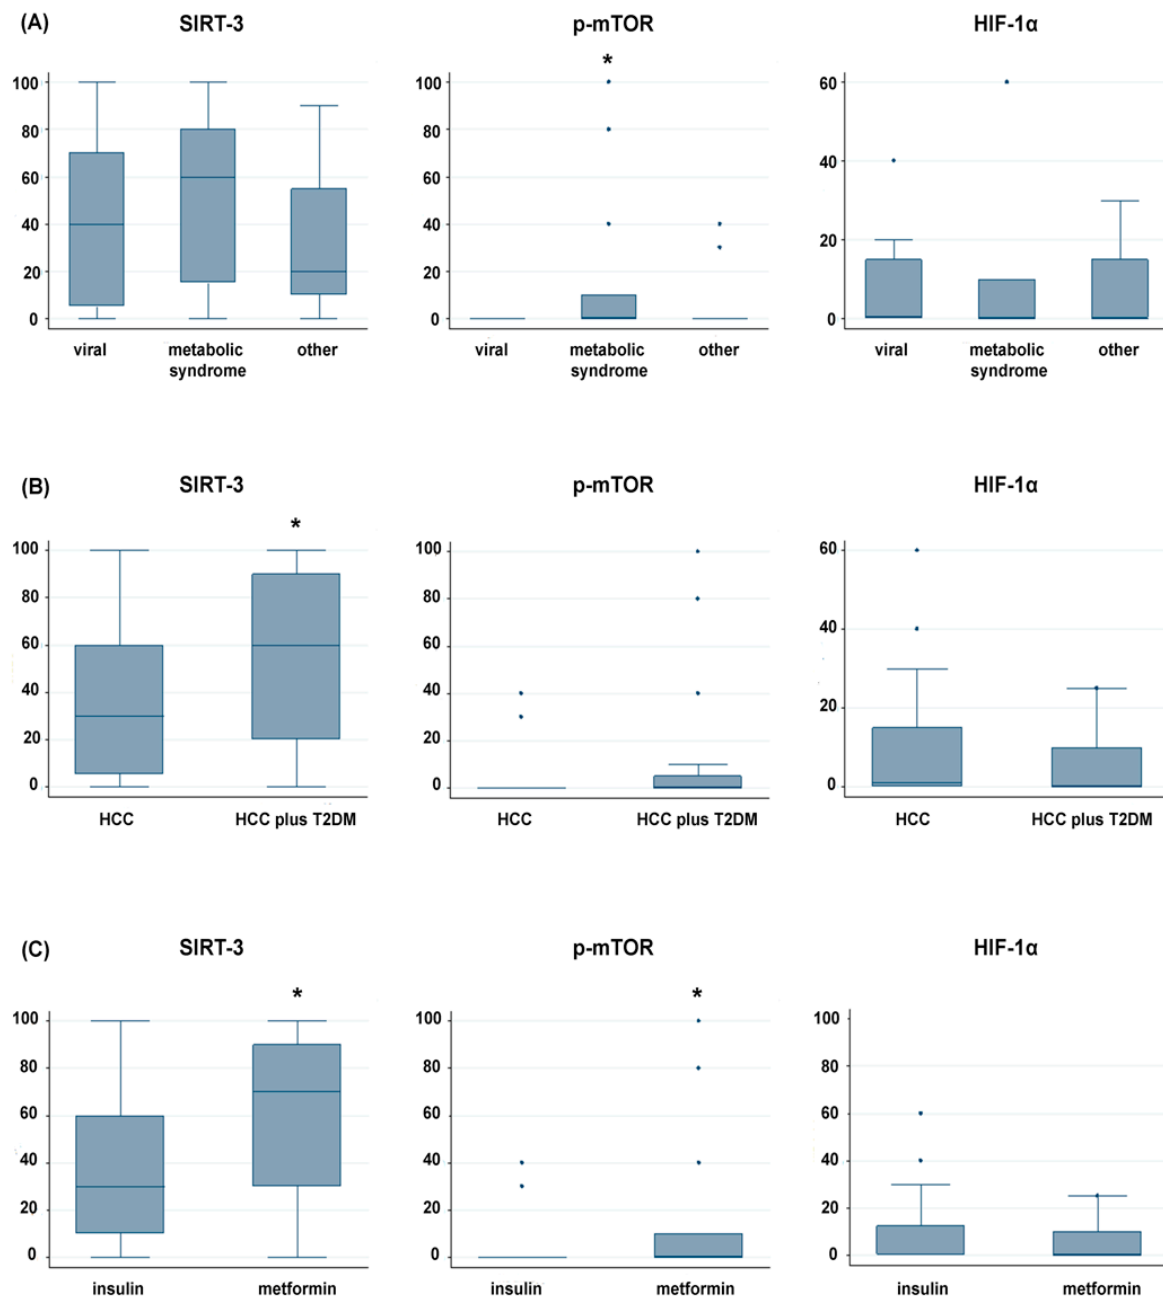 (A) SIRT-3 p-mTOR HIF-1α
*
100 100 60
80 80
60 60 40
40 40 20
20 20
0 0 0
viral metabolic other viral metabolic other viral metabolic other
syndrome syndrome syndrome
(B) SIRT-3 p-mTOR HIF-1α
*
100 100 60
80 80
60 60 40
40 40 20
20 20
0 0 0
HCC HCC plus T2DM HCC HCC plus T2DM HCC HCC plus T2DM
(C) SIRT-3 p-mTOR HIF-1α
* *
100 100 100
80 80 80
60 60 60
40 40 40
20 20 20
0 0 0
insulin metformin insulin metformin insulin metformin